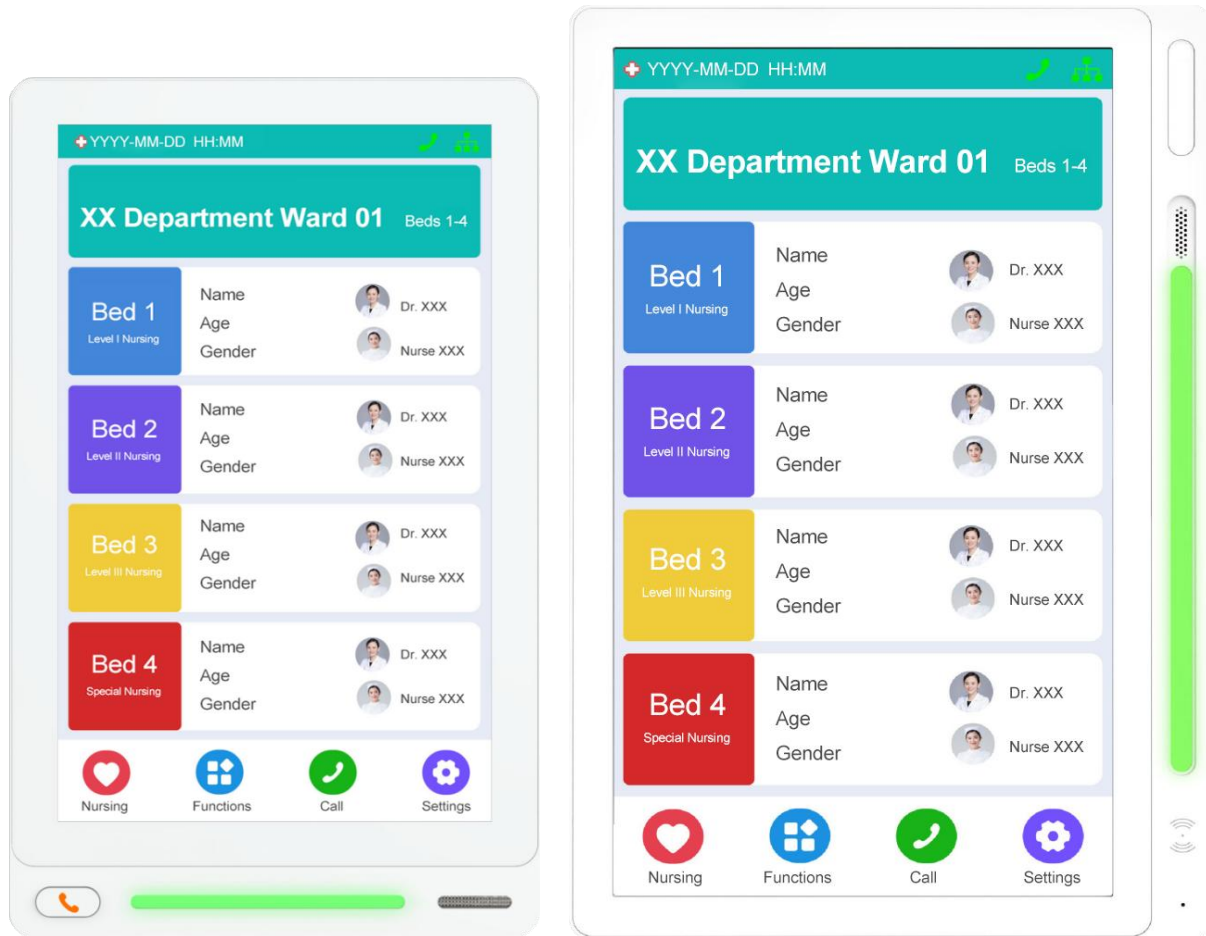 YYYY-MM-DD HH:MM
XX Department Ward 01 Beds 1-4
Bed 1
Level I Nursing
Name
Age
Gender
Dr. XXX
Nurse XXX
Bed 2
Level II Nursing
Name
Age
Gender
Dr. XXX
Nurse XXX
Bed 3
Level III Nursing
Name
Age
Gender
Dr. XXX
Nurse XXX
Bed 4
Special Nursing
Name
Age
Gender
Dr. XXX
Nurse XXX
Nursing
Functions
Call
Settings
YYYY-MM-DD HH:MM
XX Department Ward 01 Beds 1-4
Bed 1
Level I Nursing
Name
Age
Gender
Dr. XXX
Nurse XXX
Bed 2
Level II Nursing
Name
Age
Gender
Dr. XXX
Nurse XXX
Bed 3
Level III Nursing
Name
Age
Gender
Dr. XXX
Nurse XXX
Bed 4
Special Nursing
Name
Age
Gender
Dr. XXX
Nurse XXX
Nursing
Functions
Call
Settings